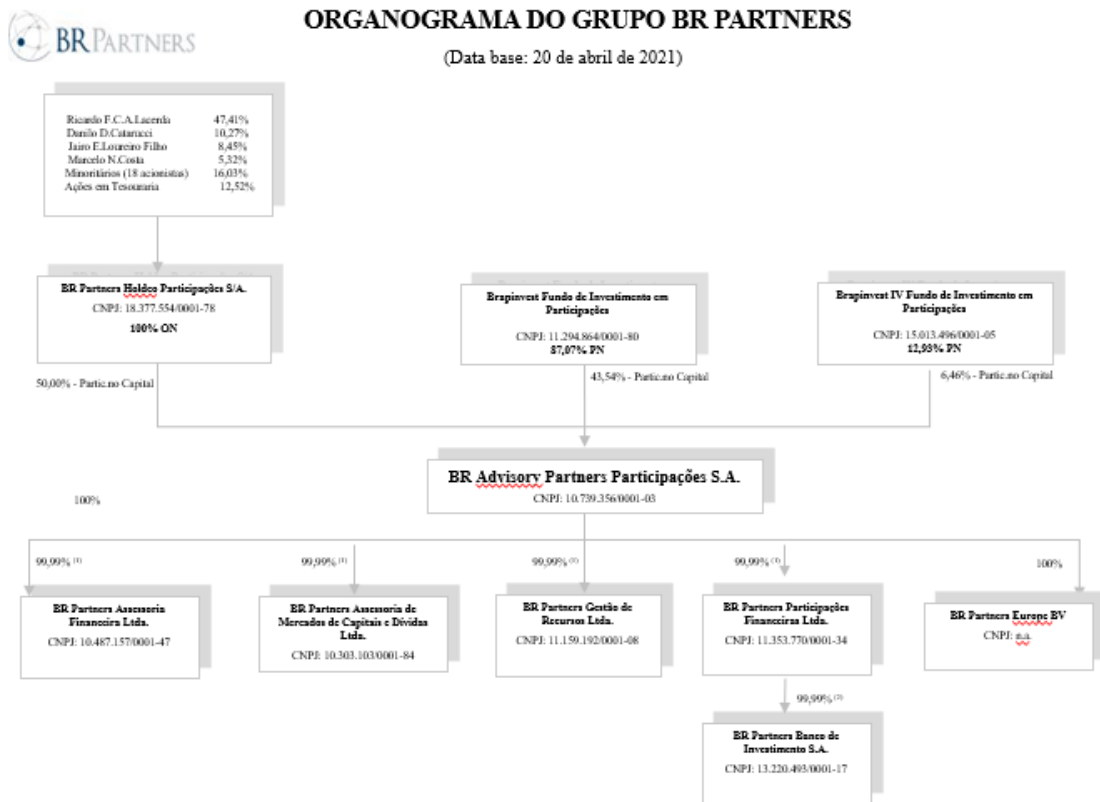 BR PARTNERS
ORGANOGRAMA DO GRUPO BR PARTNERS
(Data base: 20 de abril de 2021)
Ricardo F.C.A.Lacerda 47,41%
Danilo D.Catarucci 10,27%
Jairo E.Loureiro Filho 8,45%
Marcelo N.Costa 5,32%
Minoritários (18 acionistas) 16,03%
Ações em Tesouraria 12,52%
BR Partners Holdco Participações S/A.
CNPJ: 18.377.554/0001-78
100% ON
Brapinvest Fundo de Investimento em
Participações
CNPJ: 11.294.864/0001-80
87,07% PN
Brapinvest IV Fundo de Investimento em
Participações
CNPJ: 15.013.496/0001-05
12,93% PN
50,00% - Partic.no Capital
43,54% - Partic.no Capital
6,46% - Partic.no Capital
BR Advisory Partners Participações S.A.
CNPJ: 10.739.356/0001-03
100%
99,99% (1)
99,99% (1)
99,99% (1)
99,99% (1)
100%
BR Partners Assessoria
Financeira Ltda.
CNPJ: 10.487.157/0001-47
BR Partners Assessoria de
Mercados de Capitais e Dívidas
Ltda.
CNPJ: 10.303.103/0001-84
BR Partners Gestão de
Recursos Ltda.
CNPJ: 11.159.192/0001-08
BR Partners Participações
Financeiras Ltda.
CNPJ: 11.353.770/0001-34
BR Partners Europe BV
CNPJ: n.a.
99,99% (2)
BR Partners Banco de
Investimento S.A.
CNPJ: 13.220.493/0001-17